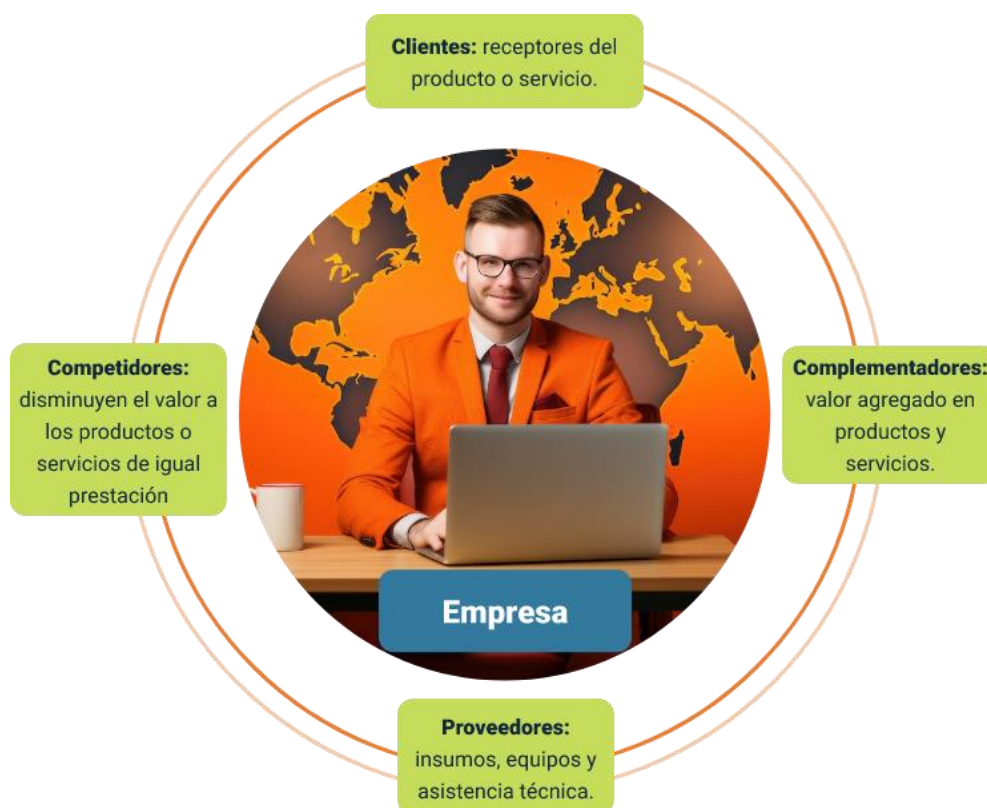 Clientes: receptores del
producto o servicio.
Competidores:
disminuyen el valor a
los productos o
servicios de igual
prestación
Complementadores:
valor agregado en
productos y
servicios.
Empresa
Proveedores:
insumos, equipos y
asistencia técnica.